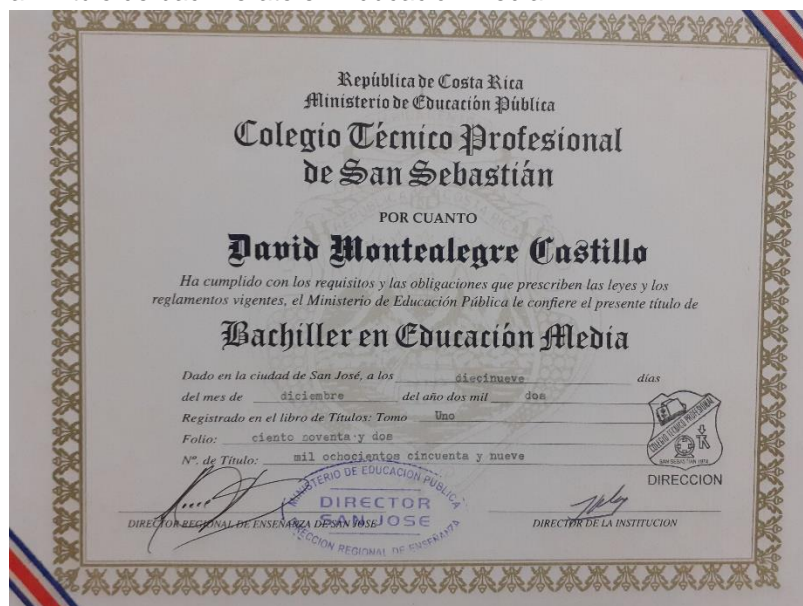 República de Costa Rica
Ministerio de Educación Pública
Colegio Técnico Profesional
de San Sebastián
POR CUANTO
David Montealegre Castillo
Ha cumplido con los requisitos y las obligaciones que prescriben las leyes y los
reglamentos vigentes, el Ministerio de Educación Pública le confiere el presente título de
Bachiller en Educación Media
Dado en la ciudad de San José, a los diecinueve días
del mes de diciembre del año dos mil dos
Registrado en el libro de Títulos: Tomo Uno
Folio: ciento noventa y dos
Nº. de Título: mil ochocientos cincuenta y nueve
COLEGIO TECNICO PROFESIONAL
SAN SEBASTIAN
DIRECCION
MINISTERIO DE EDUCACION PUBLICA
DIRECTOR
SAN JOSE
DIRECCION REGIONAL DE ENSEÑANZA
DIRECTOR REGIONAL DE ENSEÑANZA DE SAN JOSE
DIRECTOR DE LA INSTITUCION